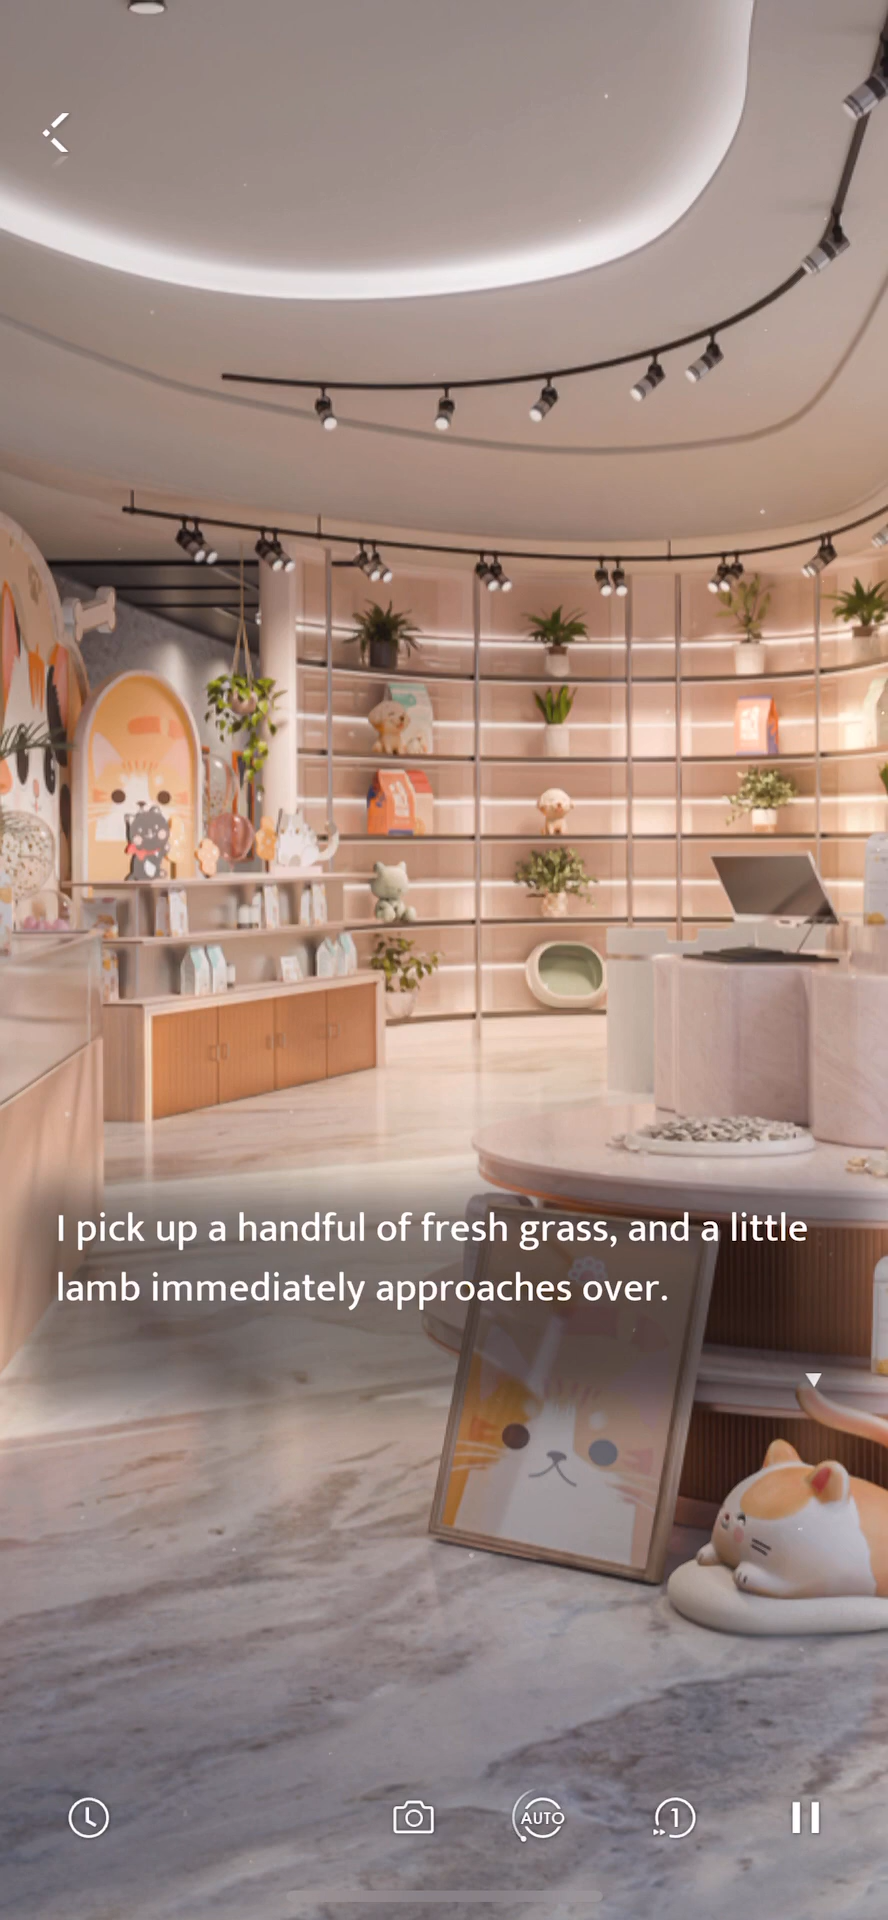 I pick up a handful of fresh grass, and a little
lamb immediately approaches over.
AUTO
1